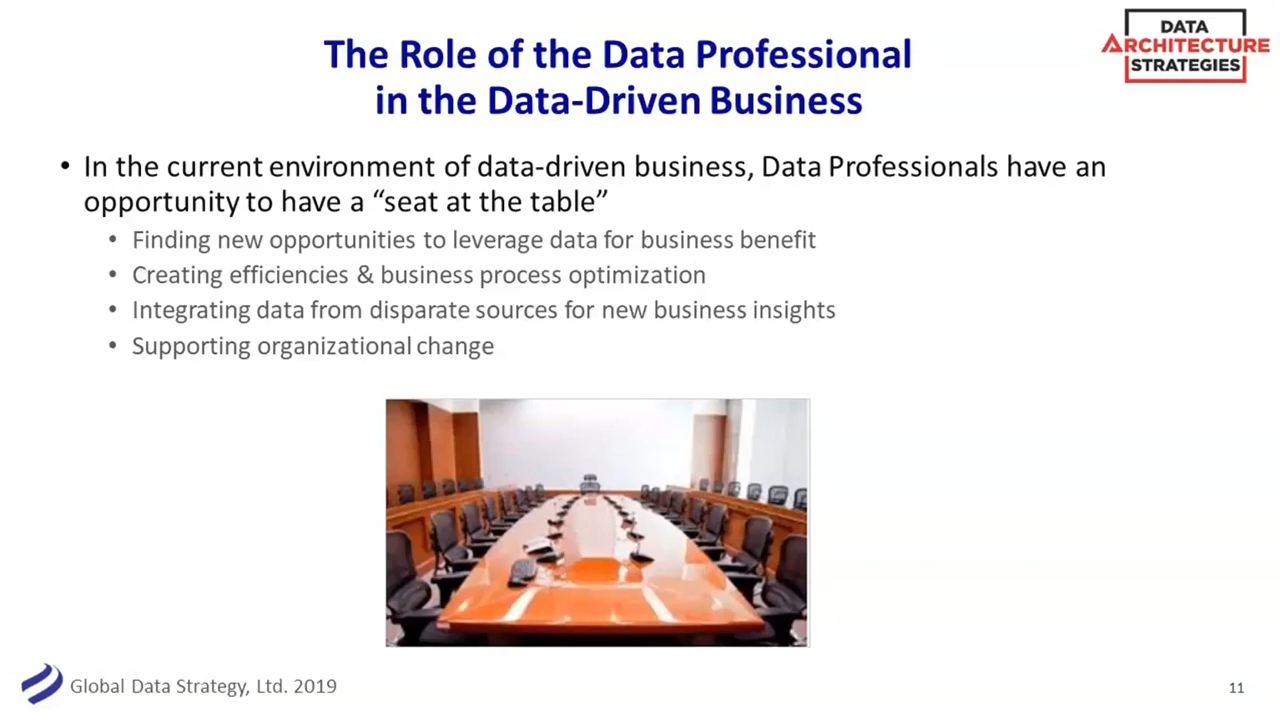 The Role of the Data Professional
in the Data-Driven Business
DATA
ARCHITECTURE
STRATEGIES
• In the current environment of data-driven business, Data Professionals have an
opportunity to have a “seat at the table”
• Finding new opportunities to leverage data for business benefit
• Creating efficiencies & business process optimization
• Integrating data from disparate sources for new business insights
• Supporting organizational change
Global Data Strategy, Ltd. 2019
11